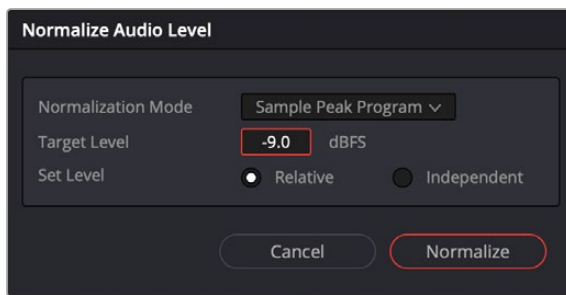 Normalize Audio Level
Normalization Mode Sample Peak Program
Target Level -9.0 dBFS
Set Level Relative Independent
Cancel Normalize